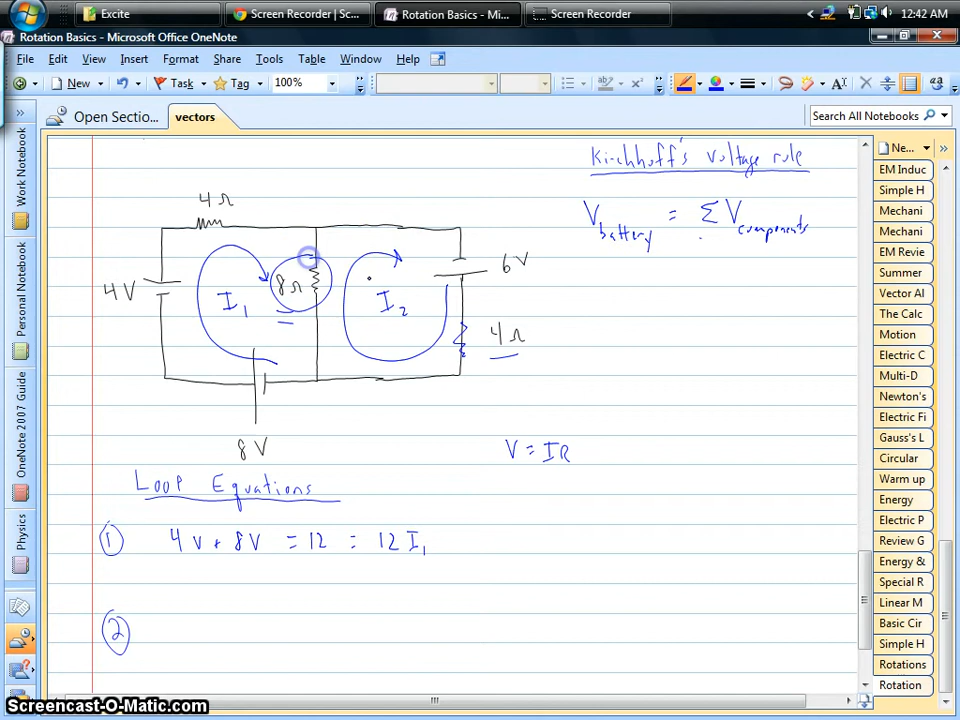 Excite
Screen Recorder | Sc...
Rotation Basics - Mi...
Screen Recorder
12:42 AM
Rotation Basics - Microsoft Office OneNote
File Edit View Insert Format Share Tools Table Window Help
New Task Tag 100%
Open Sectio... vectors
Search All Notebooks
Work Notebook
Personal Notebook
OneNote 2007 Guide
Physics
Ne...
EM Induc
Simple H
Mechani
Mechani
EM Revie
Summer
Vector Al
The Calc
Motion
Electric C
Multi-D
Newton's
Electric Fi
Gauss's L
Circular
Warm up
Energy
Electric P
Review G
Energy &
Special R
Linear M
Basic Cir
Simple H
Rotations
Rotation
Kirchhoff's voltage rule
V battery = Σ V components
4 Ω
4 V
8 Ω
I1
I2
6 V
4 Ω
8 V
V = IR
Loop Equations
① 4 v + 8 V = 12 = 12 I1
②
Screencast-O-Matic.com